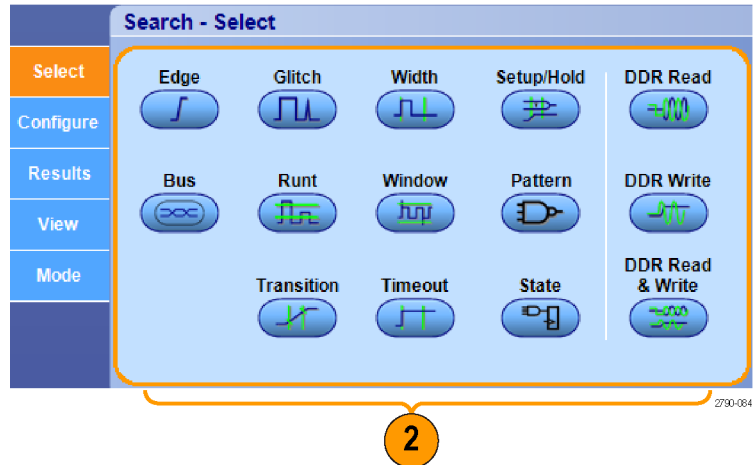 Search - Select
Select
Configure
Results
View
Mode
Edge
Glitch
Width
Setup/Hold
DDR Read
Bus
Runt
Window
Pattern
DDR Write
Transition
Timeout
State
DDR Read
& Write
2790-084
2